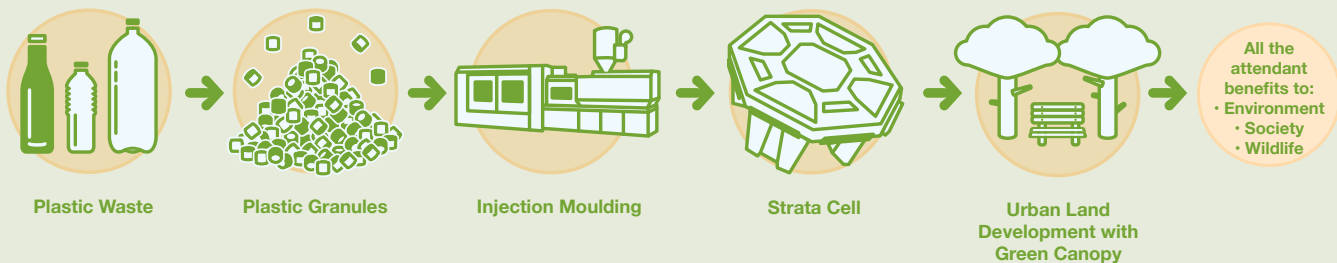 All the
attendant
benefits to:
• Environment
• Society
• Wildlife
Plastic Waste
Plastic Granules
Injection Moulding
Strata Cell
Urban Land
Development with
Green Canopy